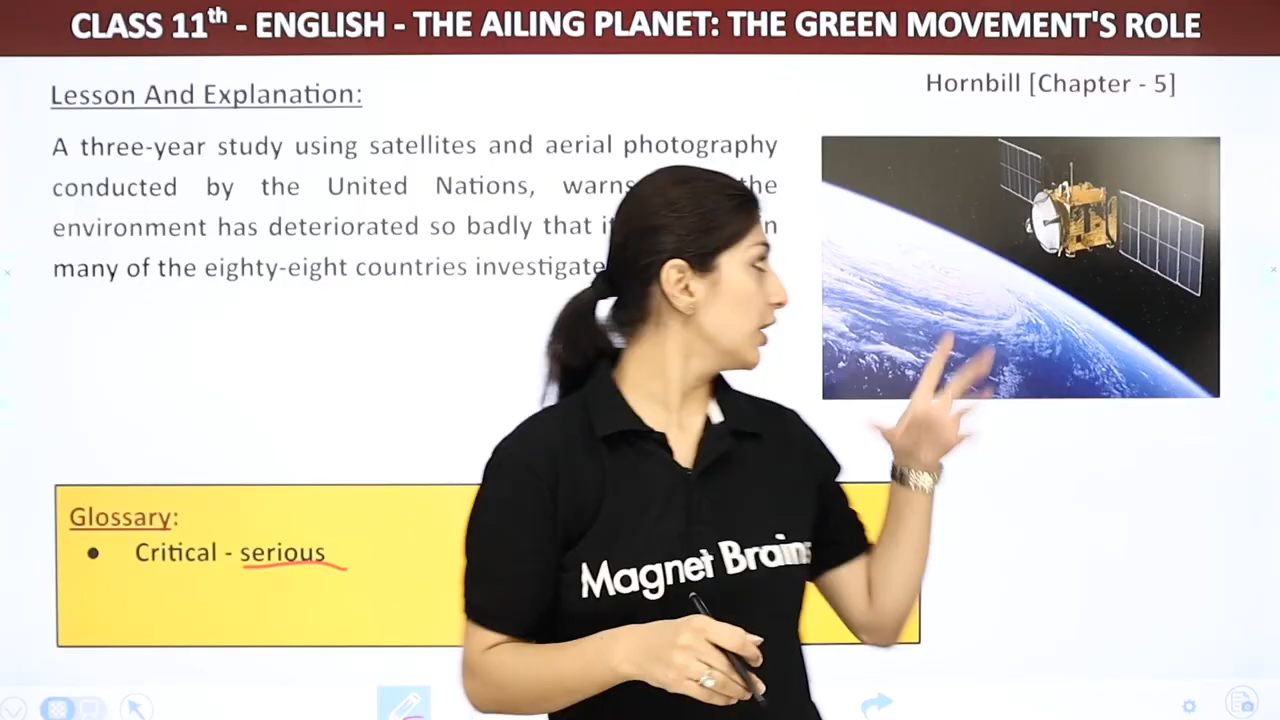 CLASS 11th - ENGLISH - THE AILING PLANET: THE GREEN MOVEMENT'S ROLE
Lesson And Explanation:
Hornbill [Chapter - 5]
A three-year study using satellites and aerial photography
conducted by the United Nations, warns the
environment has deteriorated so badly that
many of the eighty-eight countries
Glossary:
Critical - serious
Magnet Brains